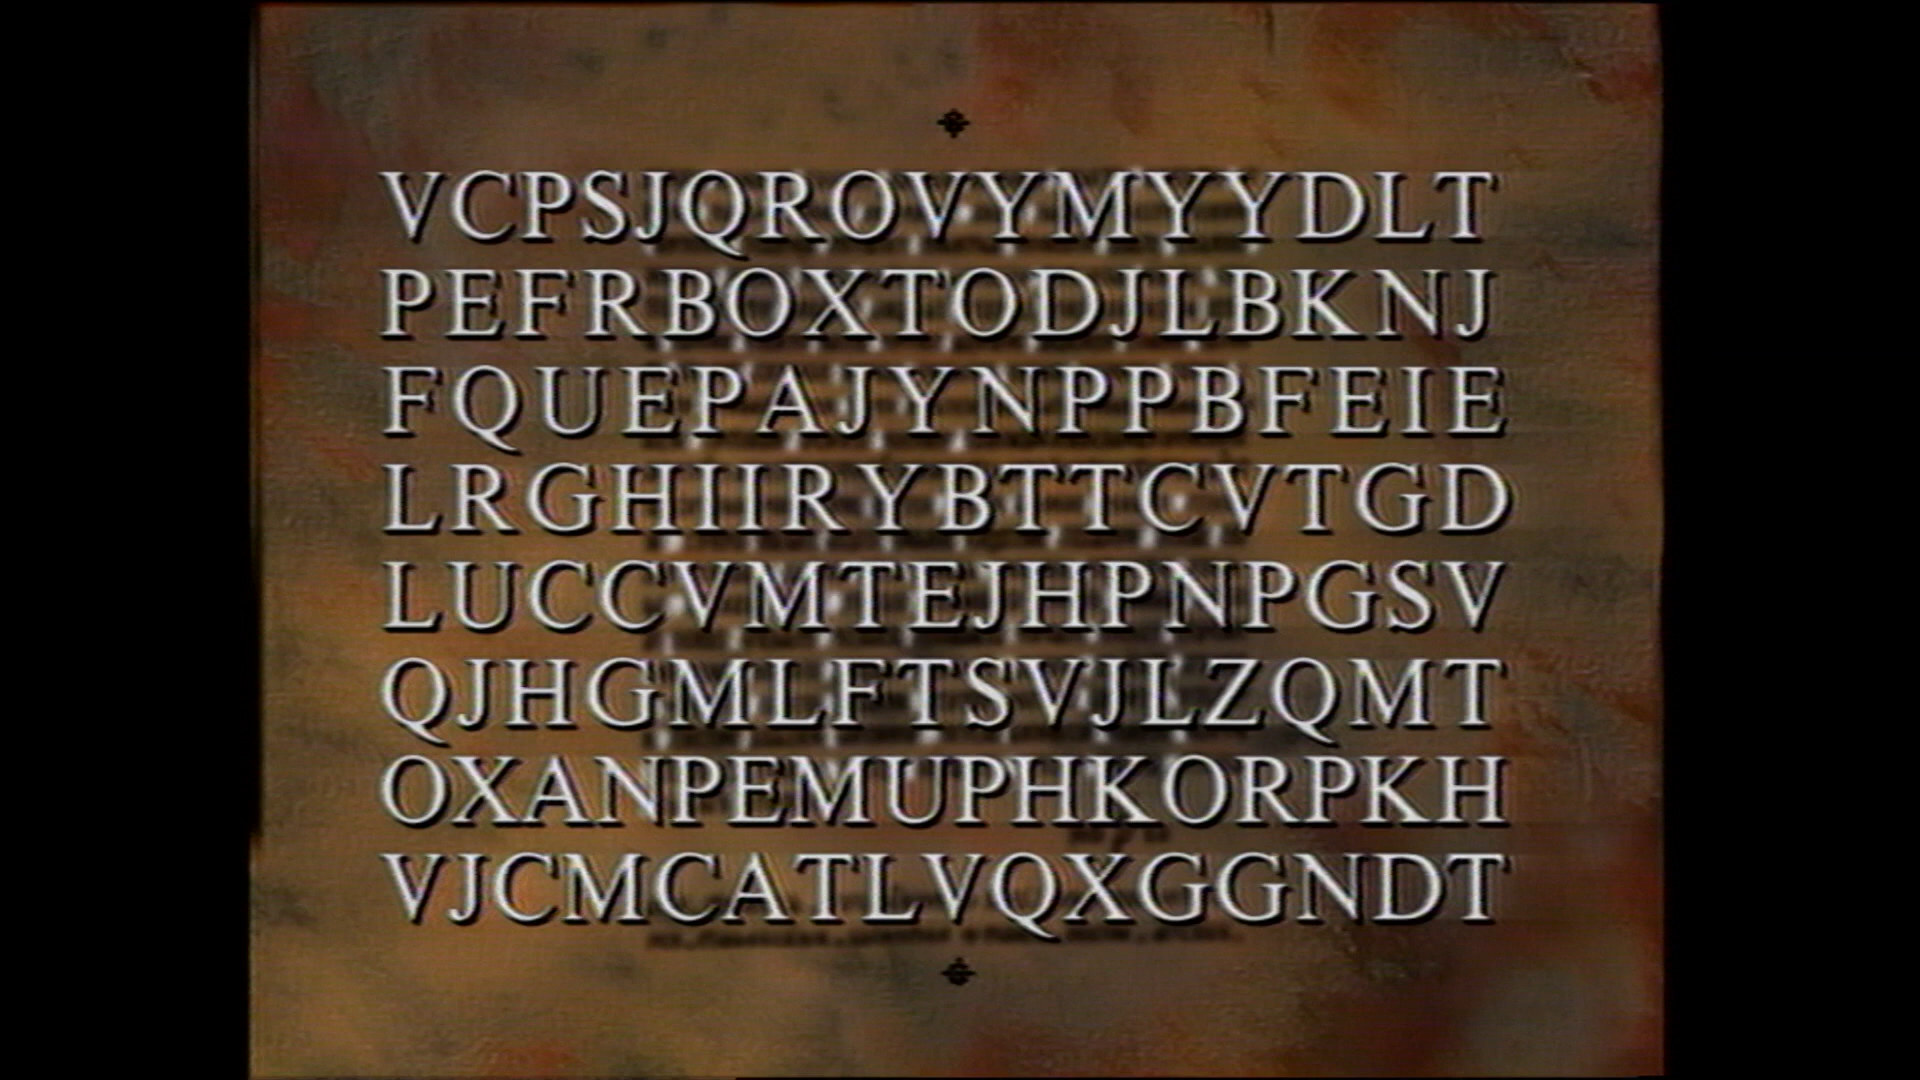 VCPSJQROVYMYYDLT
PEFRBOXTODJLBKNJ
FQUEPAJYNPPBFEIE
LRGHIIRYBTTCVTGD
LUCCVMTEJHPNPGSV
QJHGMLFTSVJLZQMT
OXANPEMUPHKORPKH
VJCMCATLVQXGGNDT